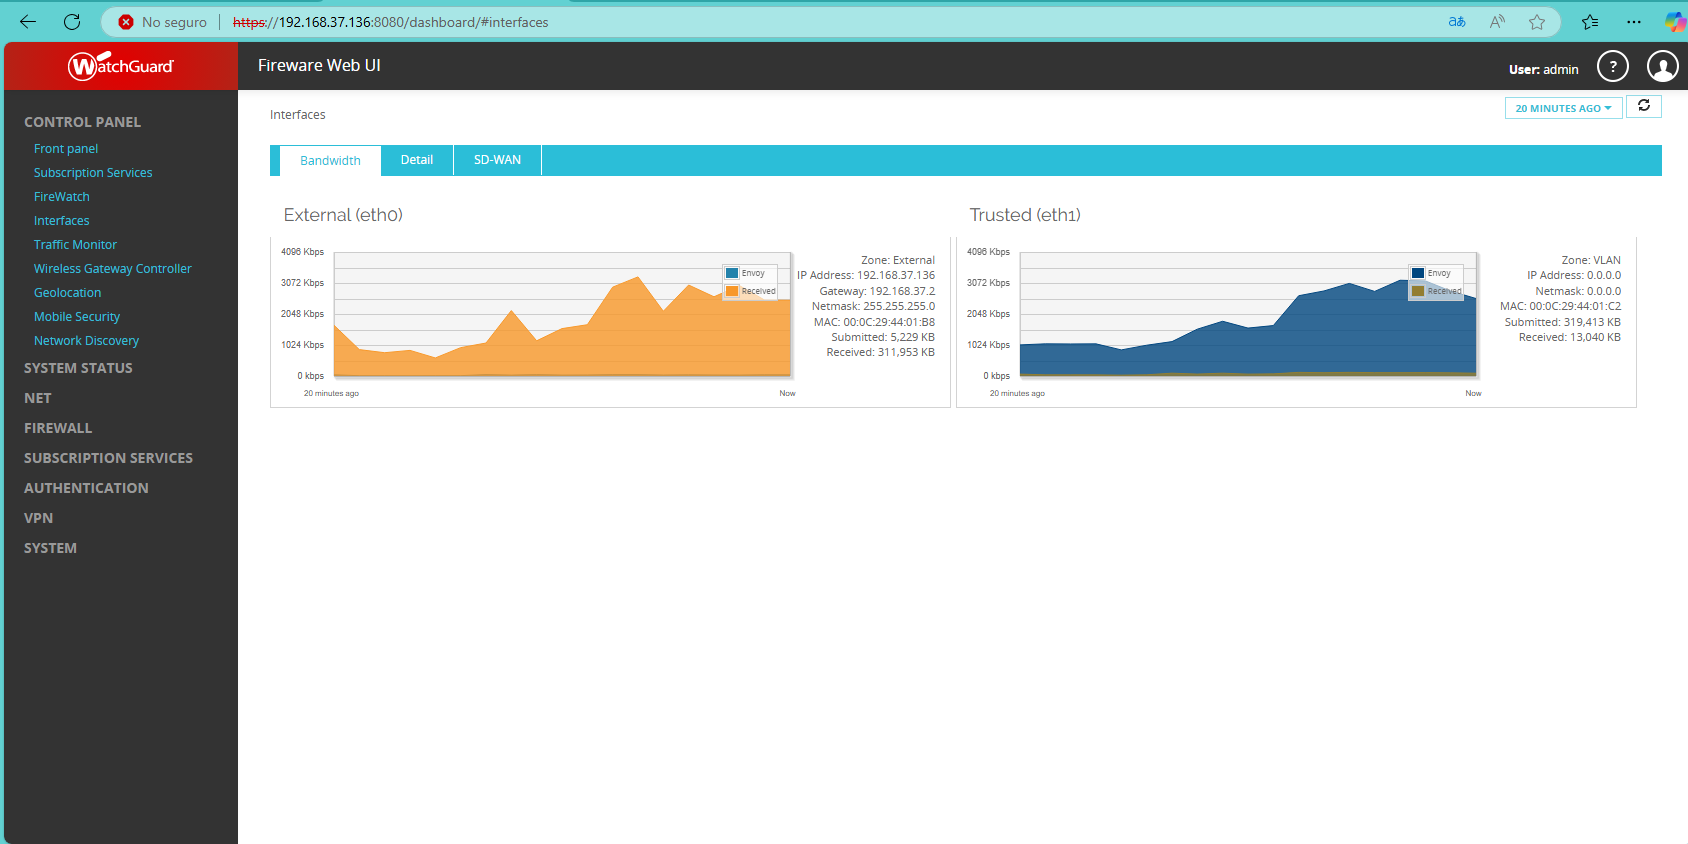 No seguro
https://192.168.37.136:8080/dashboard/#interfaces
WatchGuard
Fireware Web UI
User: admin
?
CONTROL PANEL
Front panel
Subscription Services
FireWatch
Interfaces
Traffic Monitor
Wireless Gateway Controller
Geolocation
Mobile Security
Network Discovery
SYSTEM STATUS
NET
FIREWALL
SUBSCRIPTION SERVICES
AUTHENTICATION
VPN
SYSTEM
Interfaces
20 MINUTES AGO
Bandwidth
Detail
SD-WAN
External (eth0)
4096 Kbps
3072 Kbps
2048 Kbps
1024 Kbps
0 kbps
20 minutes ago
Now
Envoy
Received
Zone: External
IP Address: 192.168.37.136
Gateway: 192.168.37.2
Netmask: 255.255.255.0
MAC: 00:0C:29:44:01:B8
Submitted: 5,229 KB
Received: 311,953 KB
Trusted (eth1)
4096 Kbps
3072 Kbps
2048 Kbps
1024 Kbps
0 kbps
20 minutes ago
Now
Envoy
Received
Zone: VLAN
IP Address: 0.0.0.0
Netmask: 0.0.0.0
MAC: 00:0C:29:44:01:C2
Submitted: 319,413 KB
Received: 13,040 KB